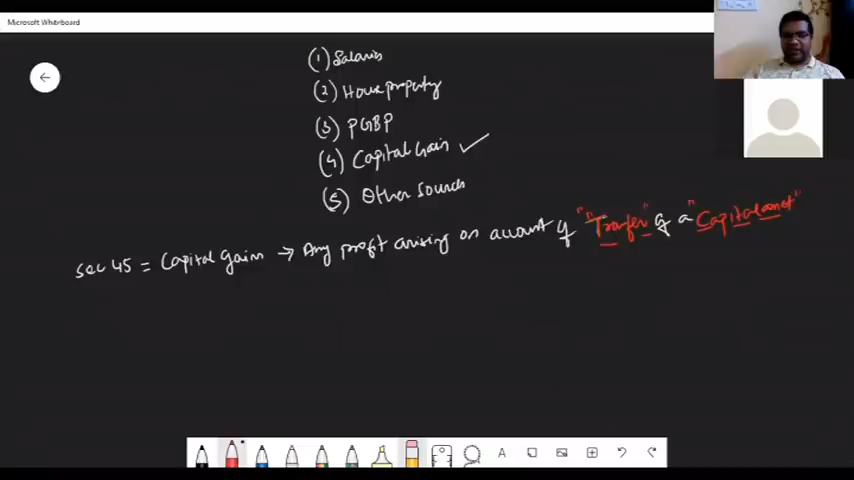 Microsoft Whiteboard
(1) Salaries
(2) House property
(3) PGBP
(4) Capital Gain ✓
(5) Other Sources
Sec 45 = Capital Gain → Any profit arising on account of "Transfer" of a "Capital asset"
A